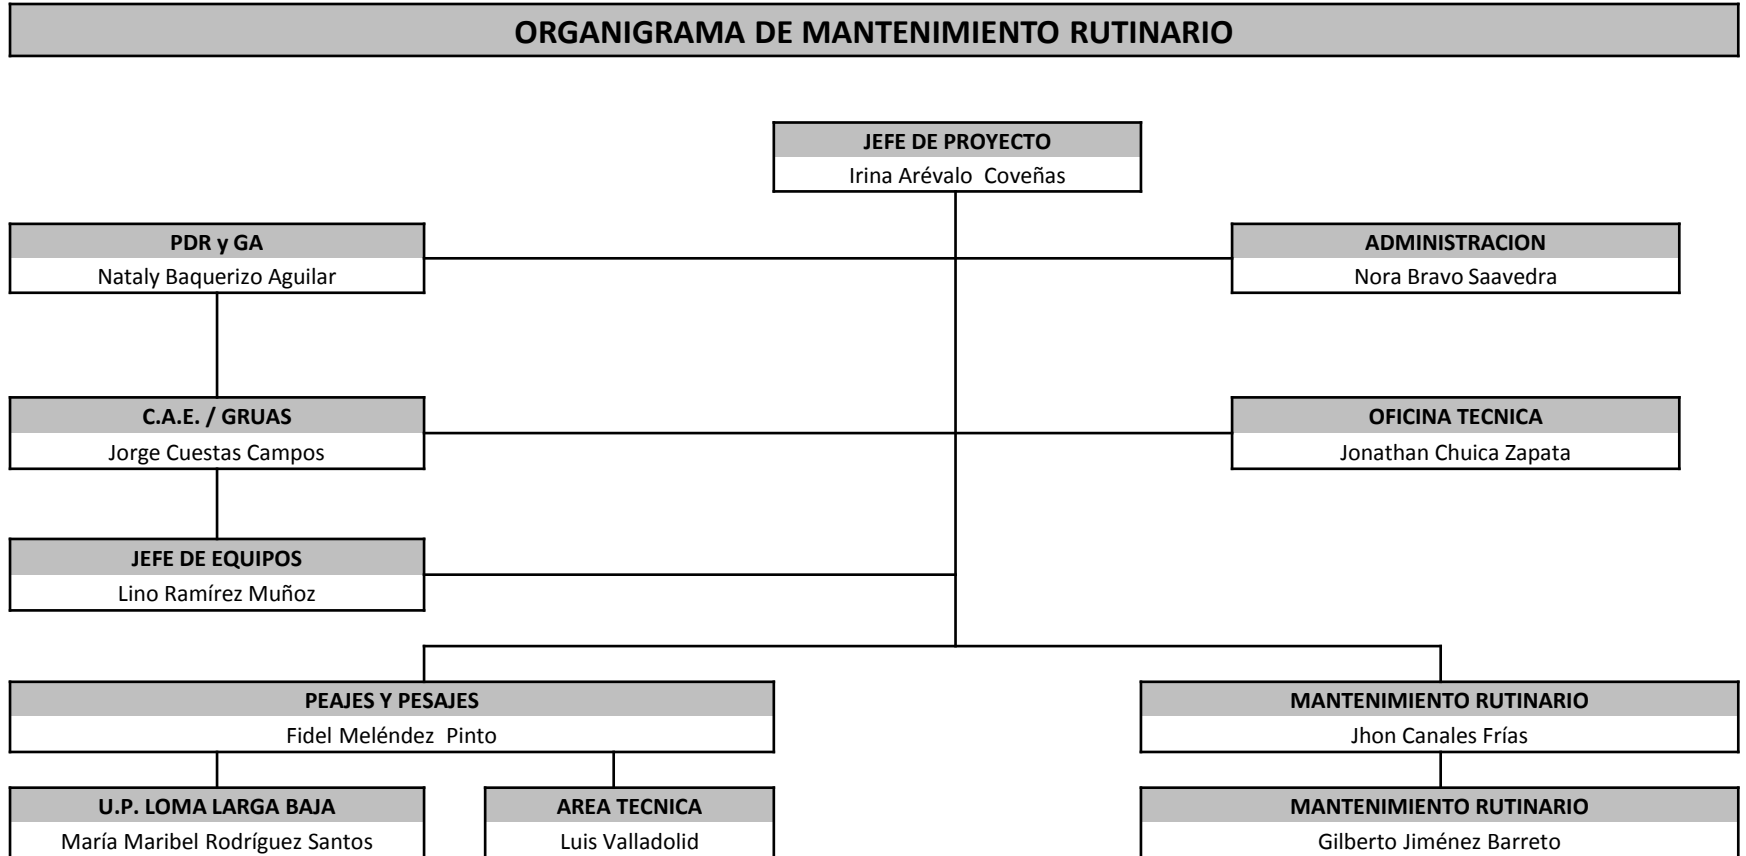 ORGANIGRAMA DE MANTENIMIENTO RUTINARIO
JEFE DE PROYECTO
Irina Arévalo  Coveñas
PDR y GA
Nataly Baquerizo Aguilar
ADMINISTRACION
Nora Bravo Saavedra
C.A.E. / GRUAS
Jorge Cuestas Campos
OFICINA TECNICA
Jonathan Chuica Zapata
JEFE DE EQUIPOS
Lino Ramírez Muñoz
PEAJES Y PESAJES
Fidel Meléndez  Pinto
MANTENIMIENTO RUTINARIO
Jhon Canales Frías
U.P. LOMA LARGA BAJA
María Maribel Rodríguez Santos
AREA TECNICA
Luis Valladolid
MANTENIMIENTO RUTINARIO
Gilberto Jiménez Barreto